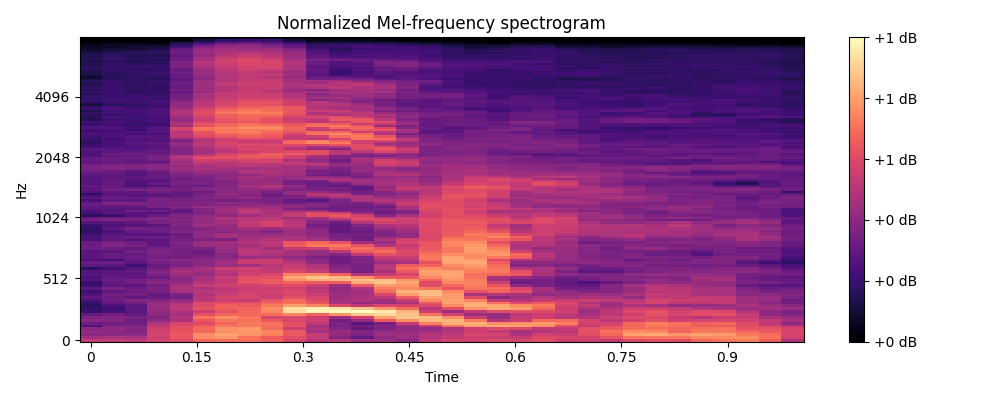 Normalized Mel-frequency spectrogram
Hz
4096
2048
1024
512
0
0 0.15 0.3 0.45 0.6 0.75 0.9
Time
+1 dB
+1 dB
+1 dB
+0 dB
+0 dB
+0 dB